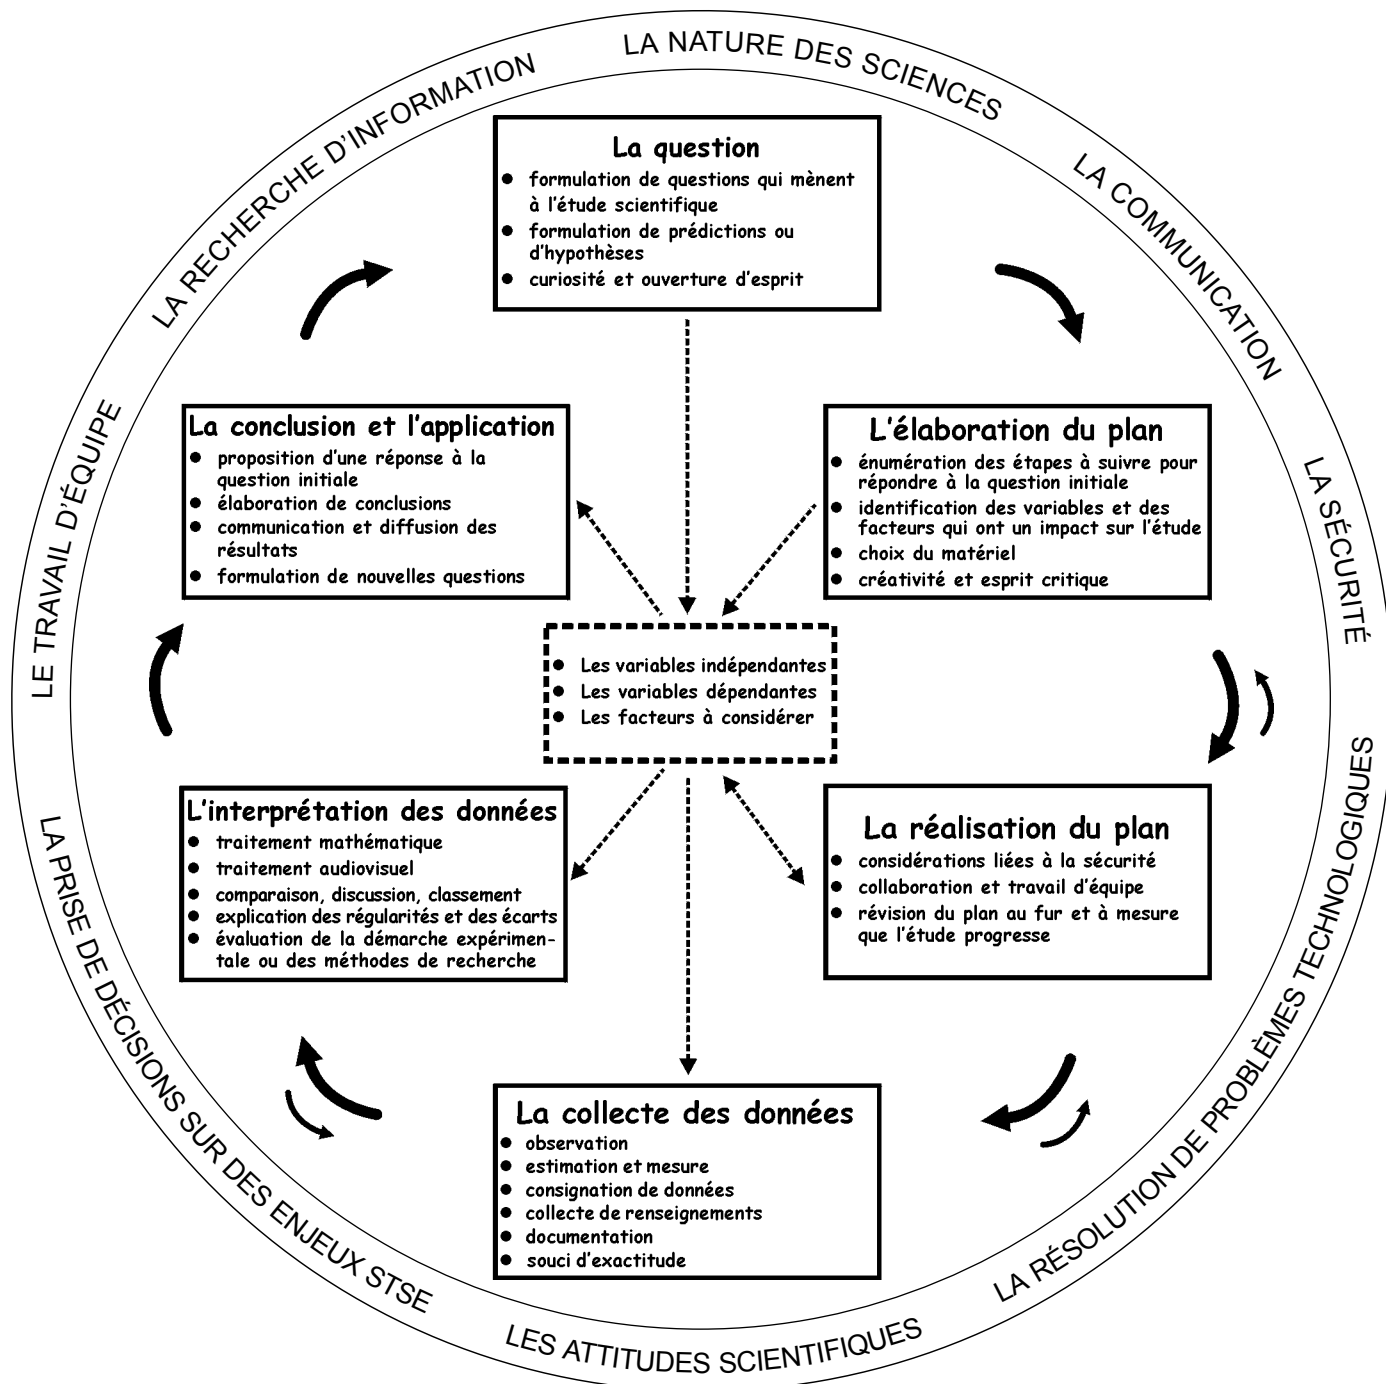 LA NATURE DES SCIENCES
LA COMMUNICATION
LA SÉCURITÉ
LA RÉSOLUTION DE PROBLÈMES TECHNOLOGIQUES
LES ATTITUDES SCIENTIFIQUES
LA PRISE DE DÉCISIONS SUR DES ENJEUX STSE
LE TRAVAIL D'ÉQUIPE
LA RECHERCHE D'INFORMATION
La question
• formulation de questions qui mènent
à l'étude scientifique
• formulation de prédictions ou
d'hypothèses
• curiosité et ouverture d'esprit
L'élaboration du plan
• énumération des étapes à suivre pour
répondre à la question initiale
• identification des variables et des
facteurs qui ont un impact sur l'étude
• choix du matériel
• créativité et esprit critique
La réalisation du plan
• considérations liées à la sécurité
• collaboration et travail d'équipe
• révision du plan au fur et à mesure
que l'étude progresse
La collecte des données
• observation
• estimation et mesure
• consignation de données
• collecte de renseignements
• documentation
• souci d'exactitude
L'interprétation des données
• traitement mathématique
• traitement audiovisuel
• comparaison, discussion, classement
• explication des régularités et des écarts
• évaluation de la démarche expérimen-
tale ou des méthodes de recherche
La conclusion et l'application
• proposition d'une réponse à la
question initiale
• élaboration de conclusions
• communication et diffusion des
résultats
• formulation de nouvelles questions
• Les variables indépendantes
• Les variables dépendantes
• Les facteurs à considérer